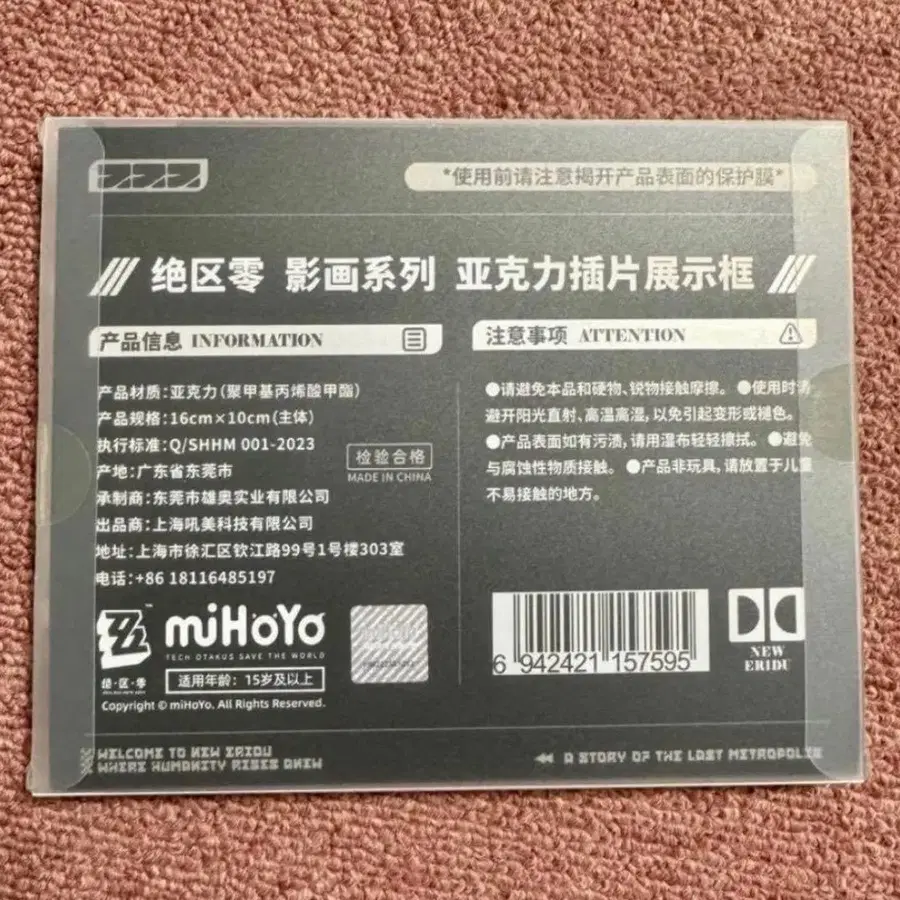 *使用前请注意揭开产品表面的保护膜*
绝区零 影画系列 亚克力插片展示框
产品信息 INFORMATION
产品材质:亚克力(聚甲基丙烯酸甲酯)
产品规格:16cm×10cm(主体)
执行标准:Q/SHHM 001-2023
产地:广东省东莞市
承制商:东莞市雄奥实业有限公司
出品商:上海吼美科技有限公司
地址:上海市徐汇区钦江路99号1号楼303室
电话:+86 18116485197
检验合格
MADE IN CHINA
注意事项 ATTENTION
●请避免本品和硬物、锐物接触摩擦。●使用时请
避开阳光直射、高温高湿,以免引起变形或褪色。
●产品表面如有污渍,请用湿布轻轻擦拭。●避免
与腐蚀性物质接触。●产品非玩具,请放置于儿童
不易接触的地方。
绝·区·零
miHoYo
TECH OTAKUS SAVE THE WORLD
适用年龄:15岁及以上
Copyright © miHoYo. All Rights Reserved.
miHoYo
6 942421 157595
NEW
ERIDU
WELCOME TO NEW ERIDU
WHERE HUMANITY RISES ANEW
A STORY OF THE LAST METROPOLIS